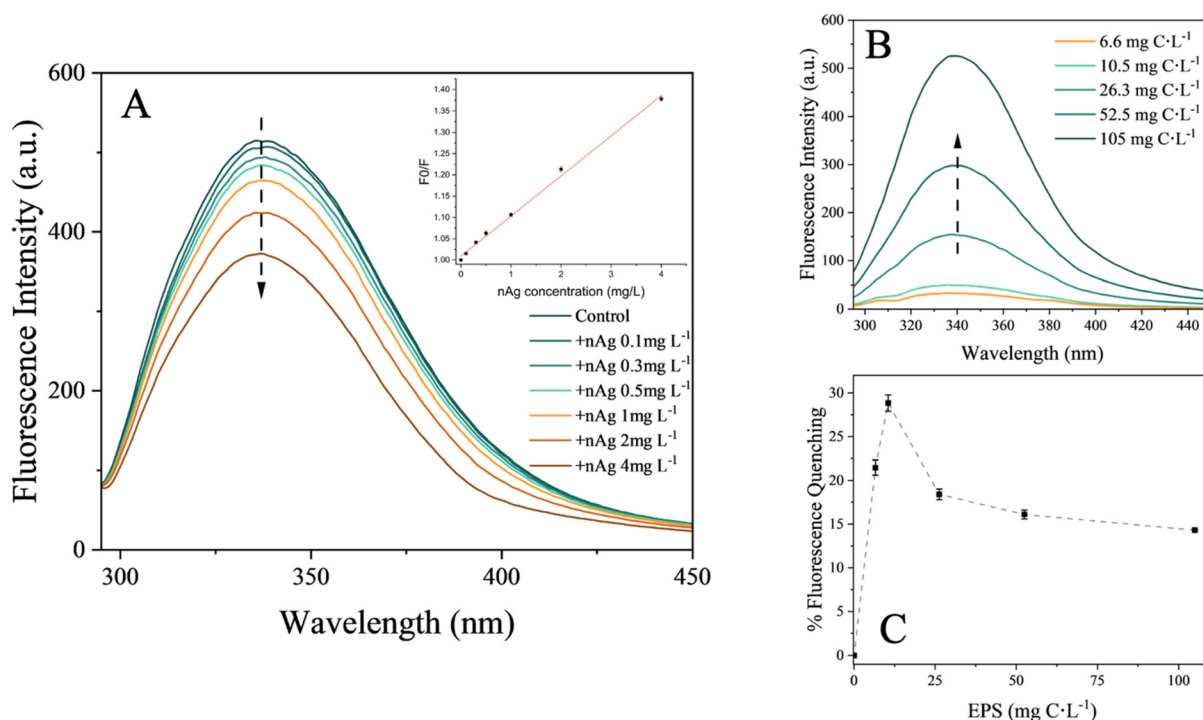 A
Fluorescence Intensity (a.u.)
600
400
200
0
300
350
400
450
Wavelength (nm)
F0/F
1.40
1.35
1.30
1.25
1.20
1.15
1.10
1.05
1.00
0
1
2
3
4
nAg concentration (mg/L)
Control
+nAg 0.1mg L⁻¹
+nAg 0.3mg L⁻¹
+nAg 0.5mg L⁻¹
+nAg 1mg L⁻¹
+nAg 2mg L⁻¹
+nAg 4mg L⁻¹
B
Fluorescence Intensity (a.u.)
600
500
400
300
200
100
0
300
320
340
360
380
400
420
440
Wavelength (nm)
6.6 mg C·L⁻¹
10.5 mg C·L⁻¹
26.3 mg C·L⁻¹
52.5 mg C·L⁻¹
105 mg C·L⁻¹
% Fluorescence Quenching
30
25
20
15
10
5
0
C
0
25
50
75
100
EPS (mg C·L⁻¹)